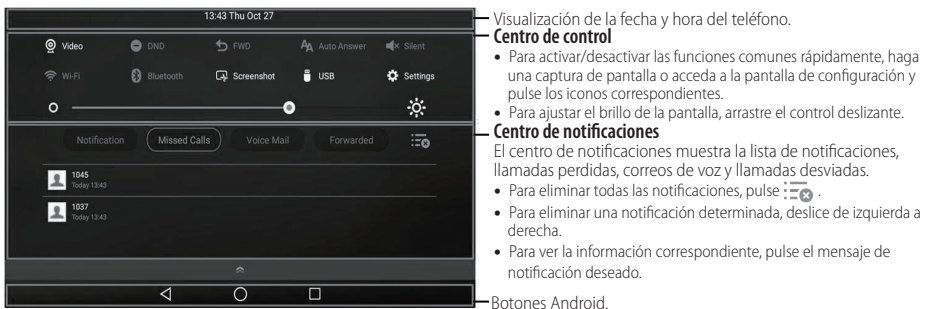 13:43 Thu Oct 27
Video DND FWD Auto Answer Silent
Wi-Fi Bluetooth Screenshot USB Settings
Notification Missed Calls Voice Mail Forwarded
1045
Today 13:43
1037
Today 13:43
Visualización de la fecha y hora del teléfono.
Centro de control
• Para activar/desactivar las funciones comunes rápidamente, haga
una captura de pantalla o acceda a la pantalla de configuración y
pulse los iconos correspondientes.
• Para ajustar el brillo de la pantalla, arrastre el control deslizante.
Centro de notificaciones
El centro de notificaciones muestra la lista de notificaciones,
llamadas perdidas, correos de voz y llamadas desviadas.
• Para eliminar todas las notificaciones, pulse .
• Para eliminar una notificación determinada, deslice de izquierda a
derecha.
• Para ver la información correspondiente, pulse el mensaje de
notificación deseado.
Botones Android.